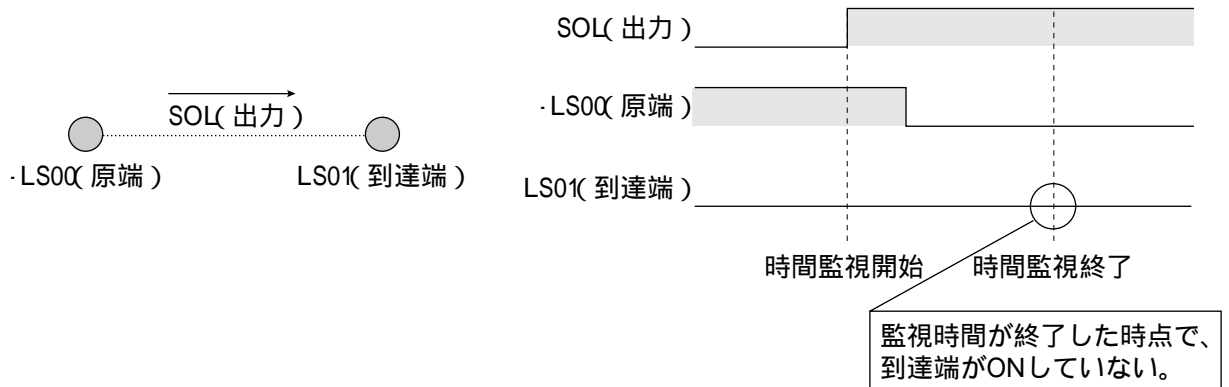 SOL(出力)
·LS00(原端)
LS01(到達端)
SOL(出力)
·LS00(原端)
LS01(到達端)
時間監視開始
時間監視終了
監視時間が終了した時点で、
到達端がONしていない。